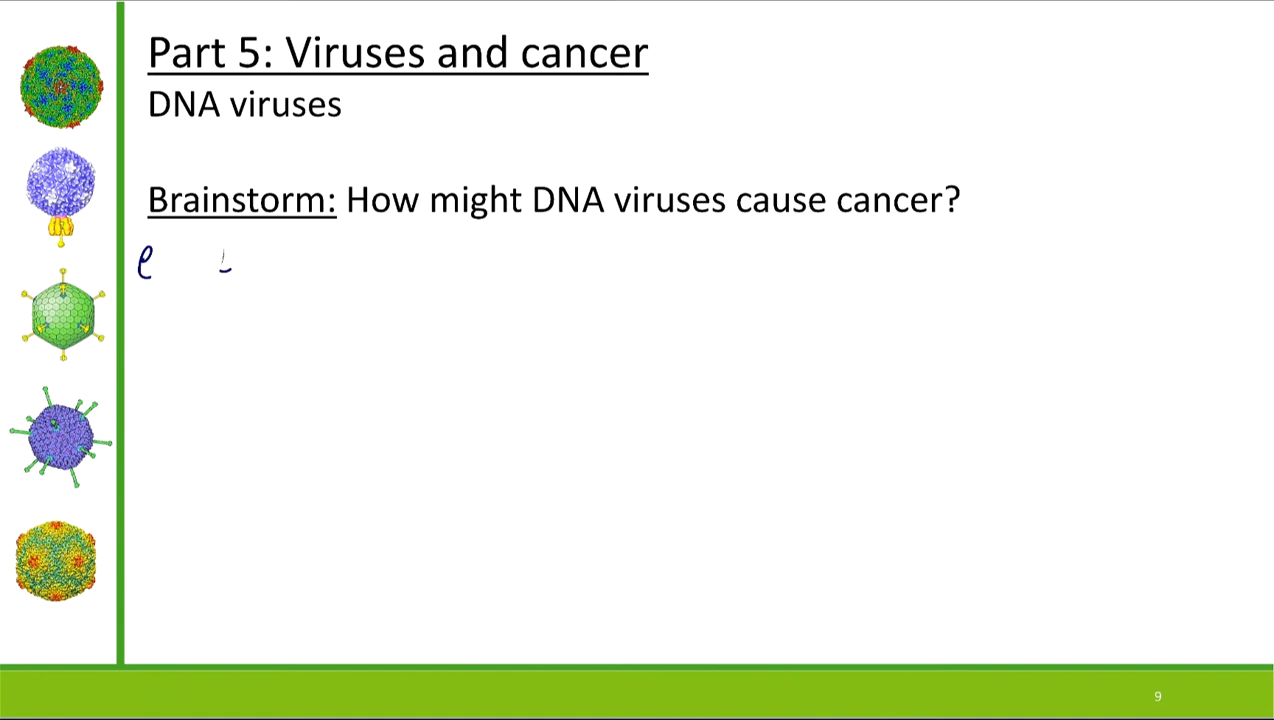 Part 5: Viruses and cancer
DNA viruses
Brainstorm: How might DNA viruses cause cancer?
e
9